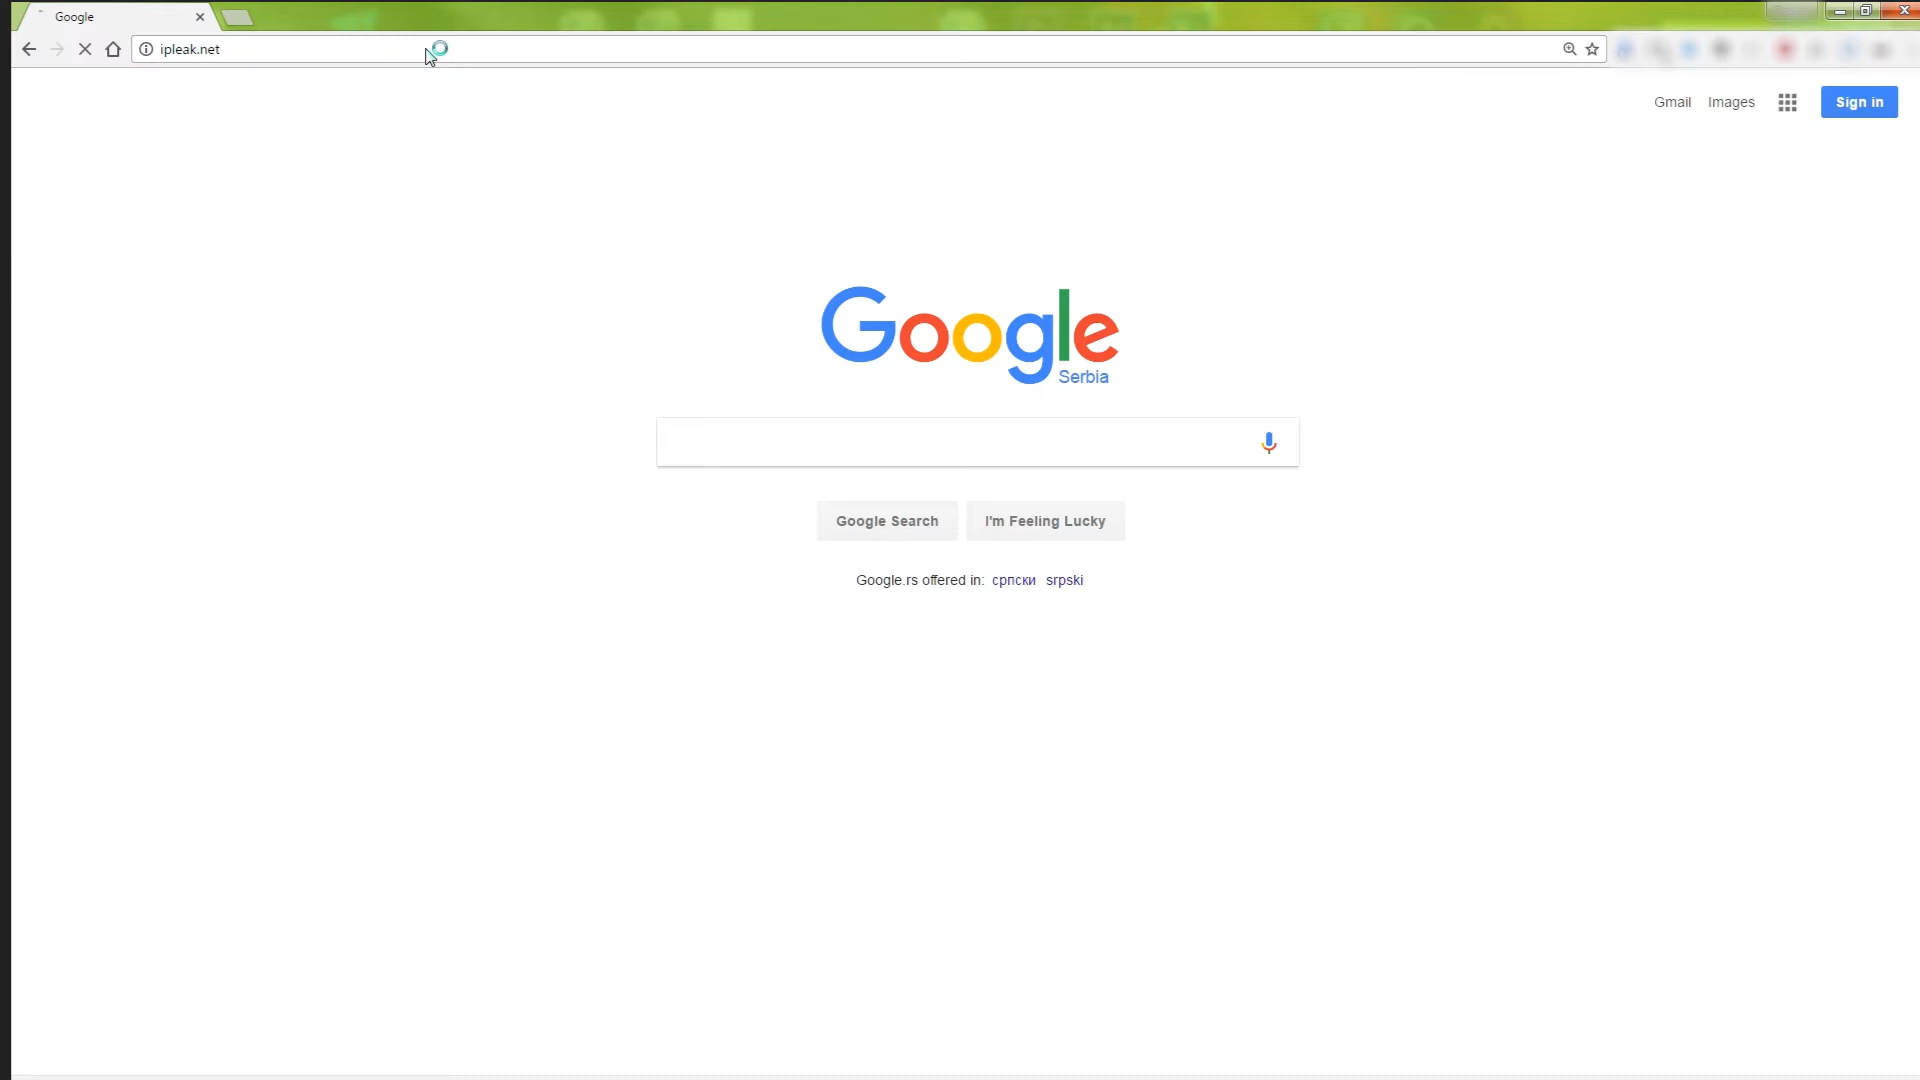 Google
ipleak.net
Gmail Images Sign in
Google
Serbia
Google Search I'm Feeling Lucky
Google.rs offered in: српски srpski